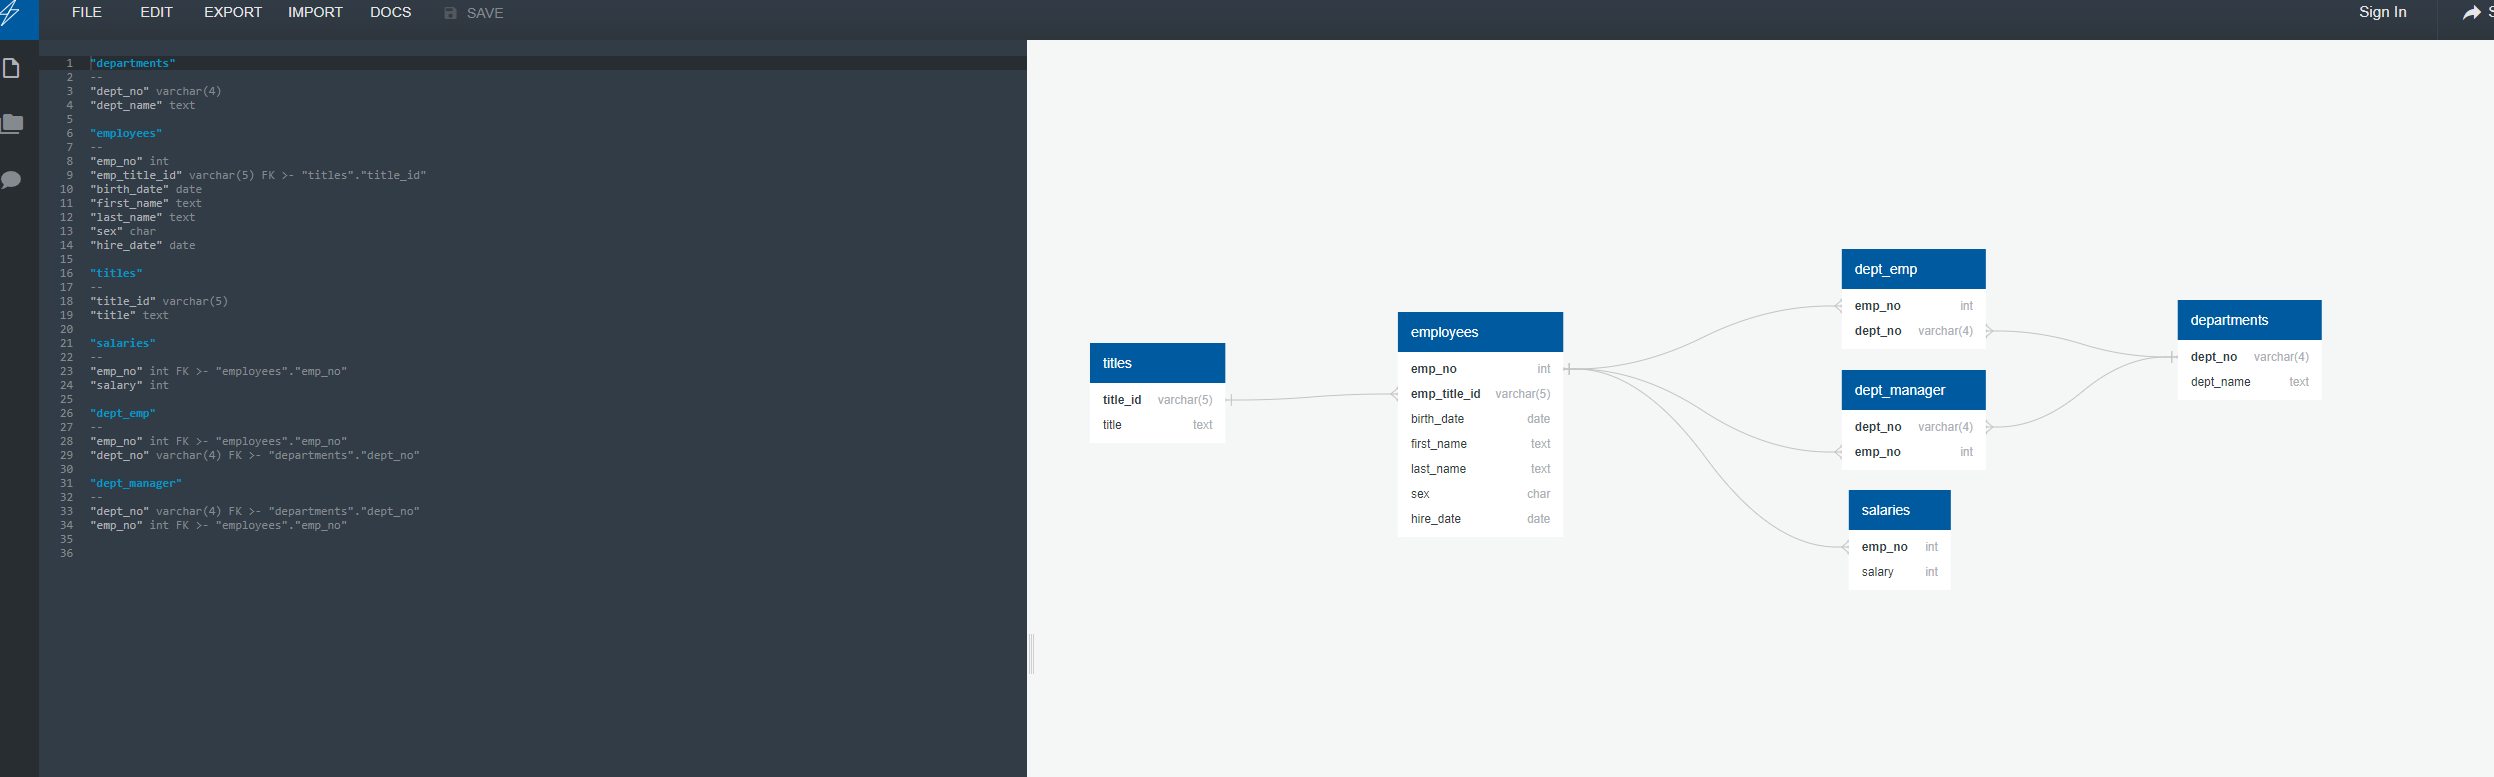 FILE EDIT EXPORT IMPORT DOCS SAVE Sign In S
1 "departments"
2 --
3 "dept_no" varchar(4)
4 "dept_name" text
5
6 "employees"
7 --
8 "emp_no" int
9 "emp_title_id" varchar(5) FK >- "titles"."title_id"
10 "birth_date" date
11 "first_name" text
12 "last_name" text
13 "sex" char
14 "hire_date" date
15
16 "titles"
17 --
18 "title_id" varchar(5)
19 "title" text
20
21 "salaries"
22 --
23 "emp_no" int FK >- "employees"."emp_no"
24 "salary" int
25
26 "dept_emp"
27 --
28 "emp_no" int FK >- "employees"."emp_no"
29 "dept_no" varchar(4) FK >- "departments"."dept_no"
30
31 "dept_manager"
32 --
33 "dept_no" varchar(4) FK >- "departments"."dept_no"
34 "emp_no" int FK >- "employees"."emp_no"
35
36
titles
title_id varchar(5)
title text
employees
emp_no int
emp_title_id varchar(5)
birth_date date
first_name text
last_name text
sex char
hire_date date
dept_emp
emp_no int
dept_no varchar(4)
dept_manager
dept_no varchar(4)
emp_no int
salaries
emp_no int
salary int
departments
dept_no varchar(4)
dept_name text